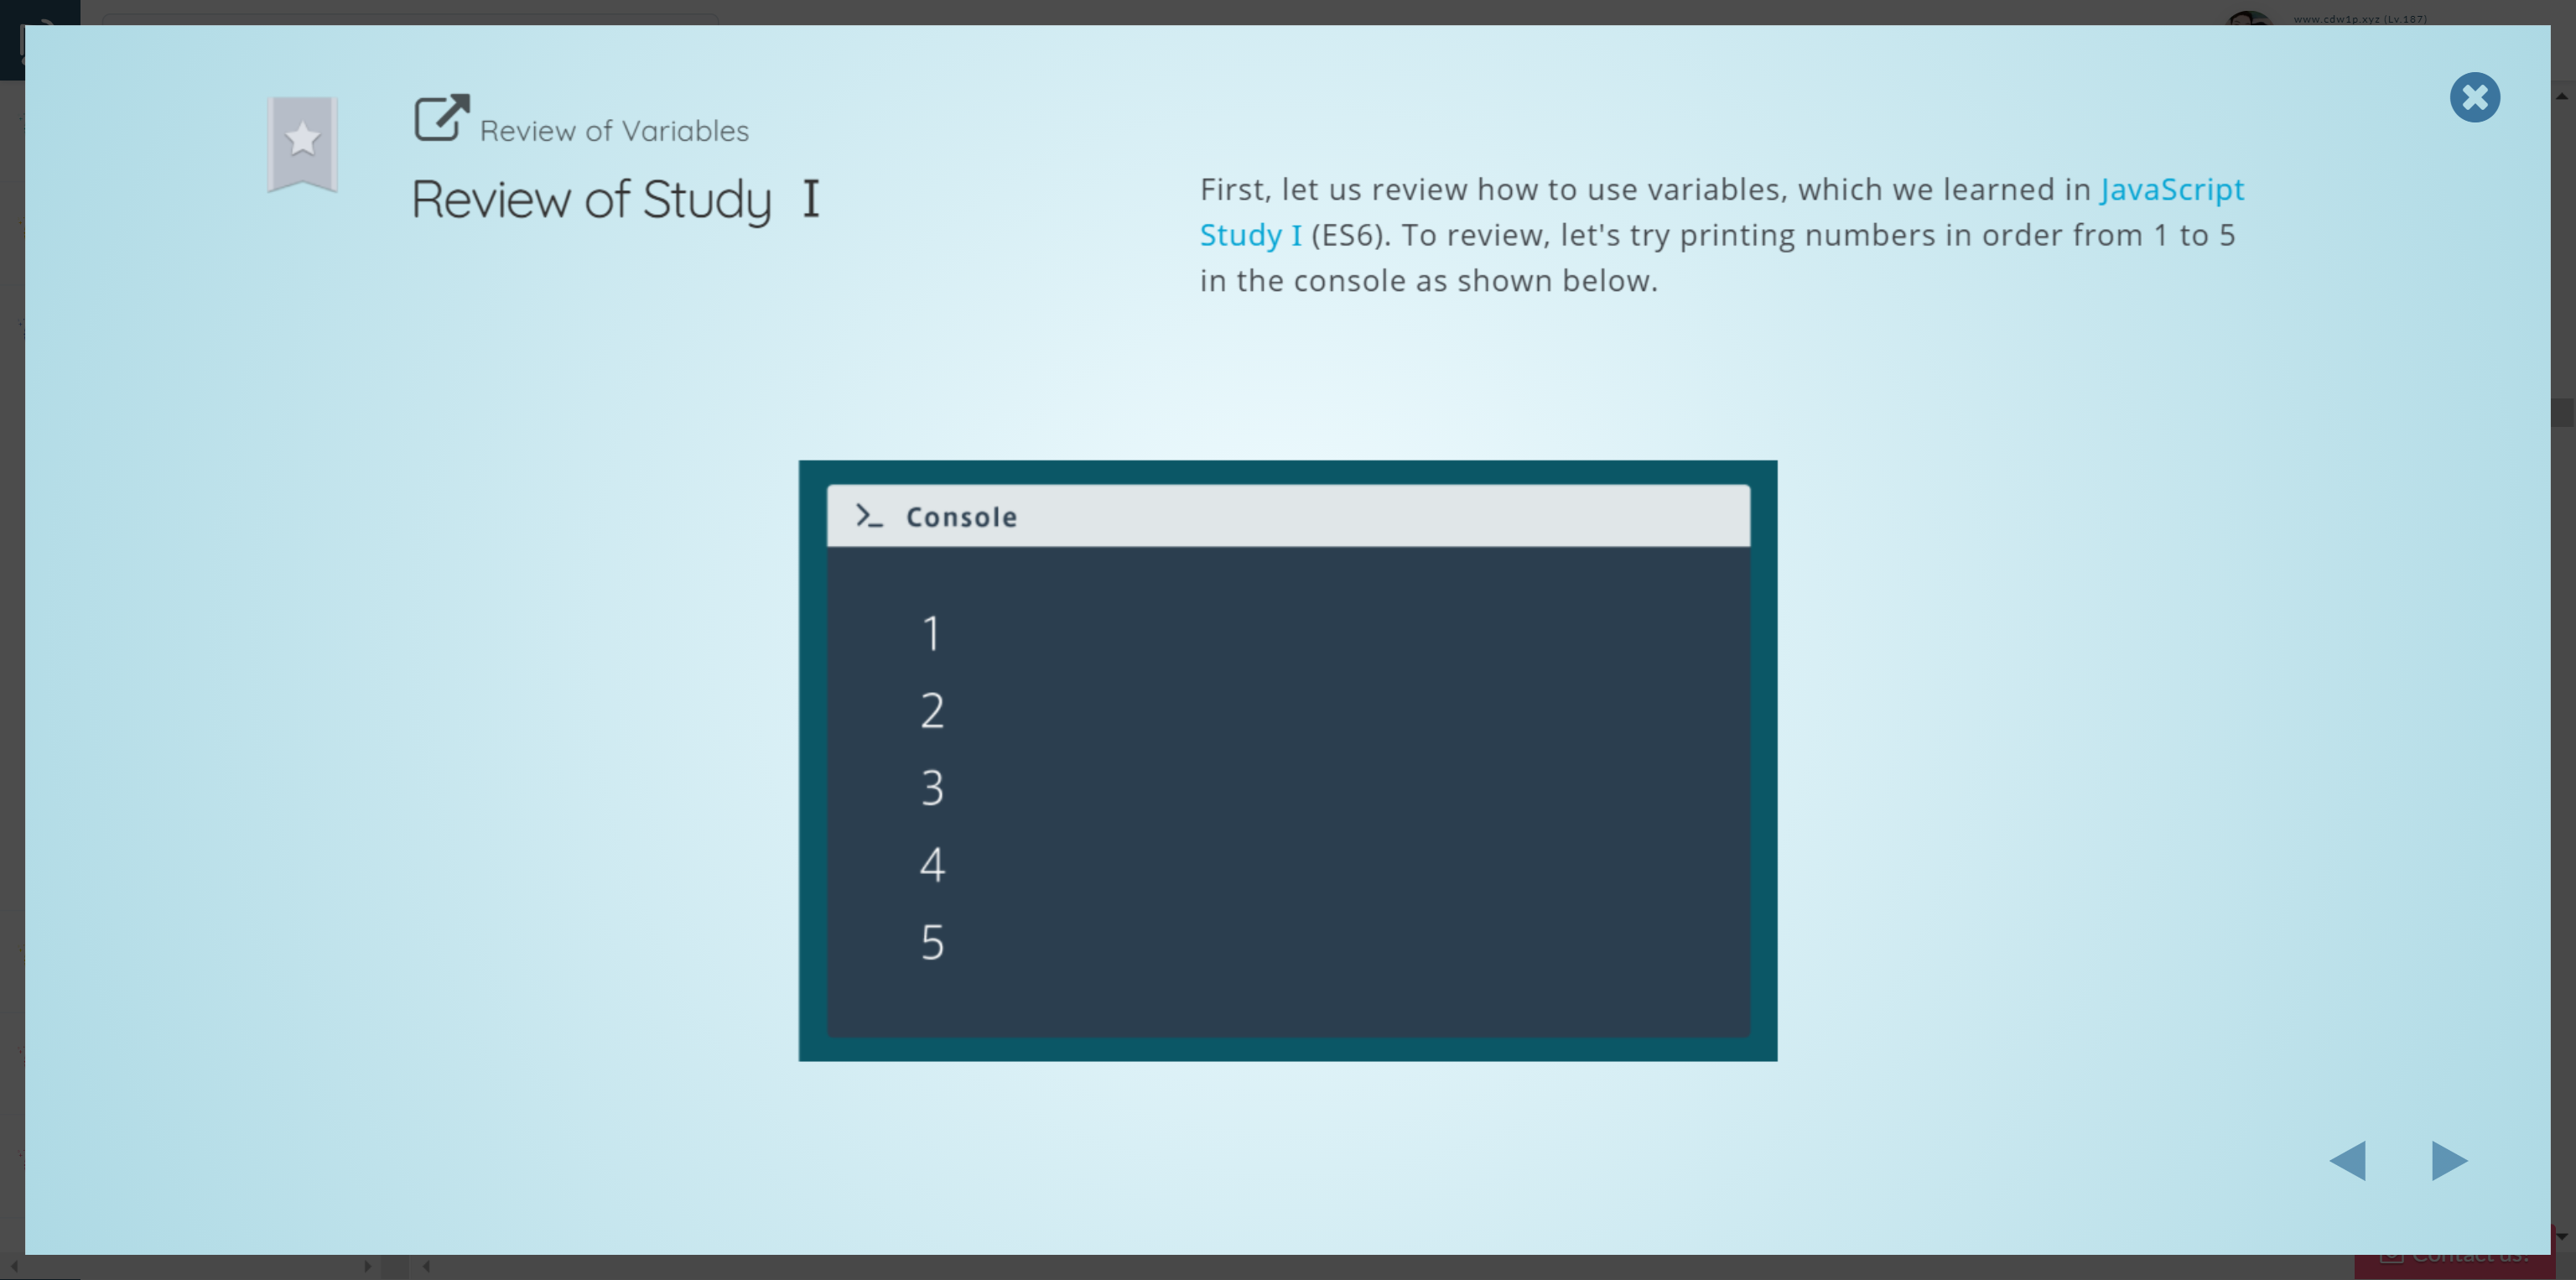 www.cdw1p.xyz (Lv.187)
Review of Variables
Review of Study I
First, let us review how to use variables, which we learned in JavaScript
Study I (ES6). To review, let's try printing numbers in order from 1 to 5
in the console as shown below.
>_ Console
1
2
3
4
5
Contact us!